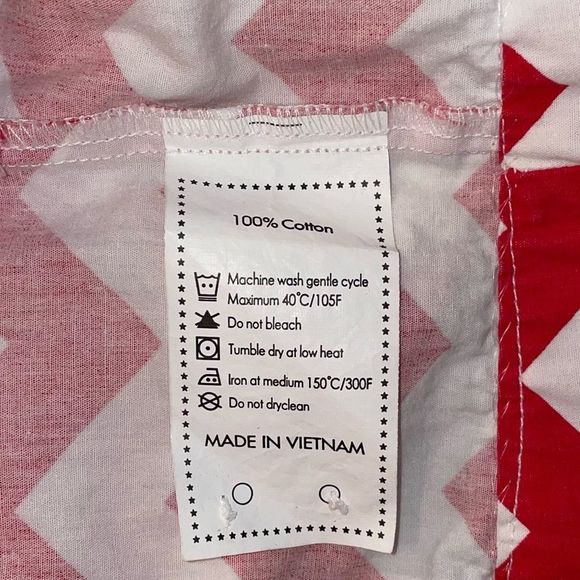 100% Cotton
Machine wash gentle cycle
Maximum 40°C/105F
Do not bleach
Tumble dry at low heat
Iron at medium 150°C/300F
Do not dryclean
MADE IN VIETNAM